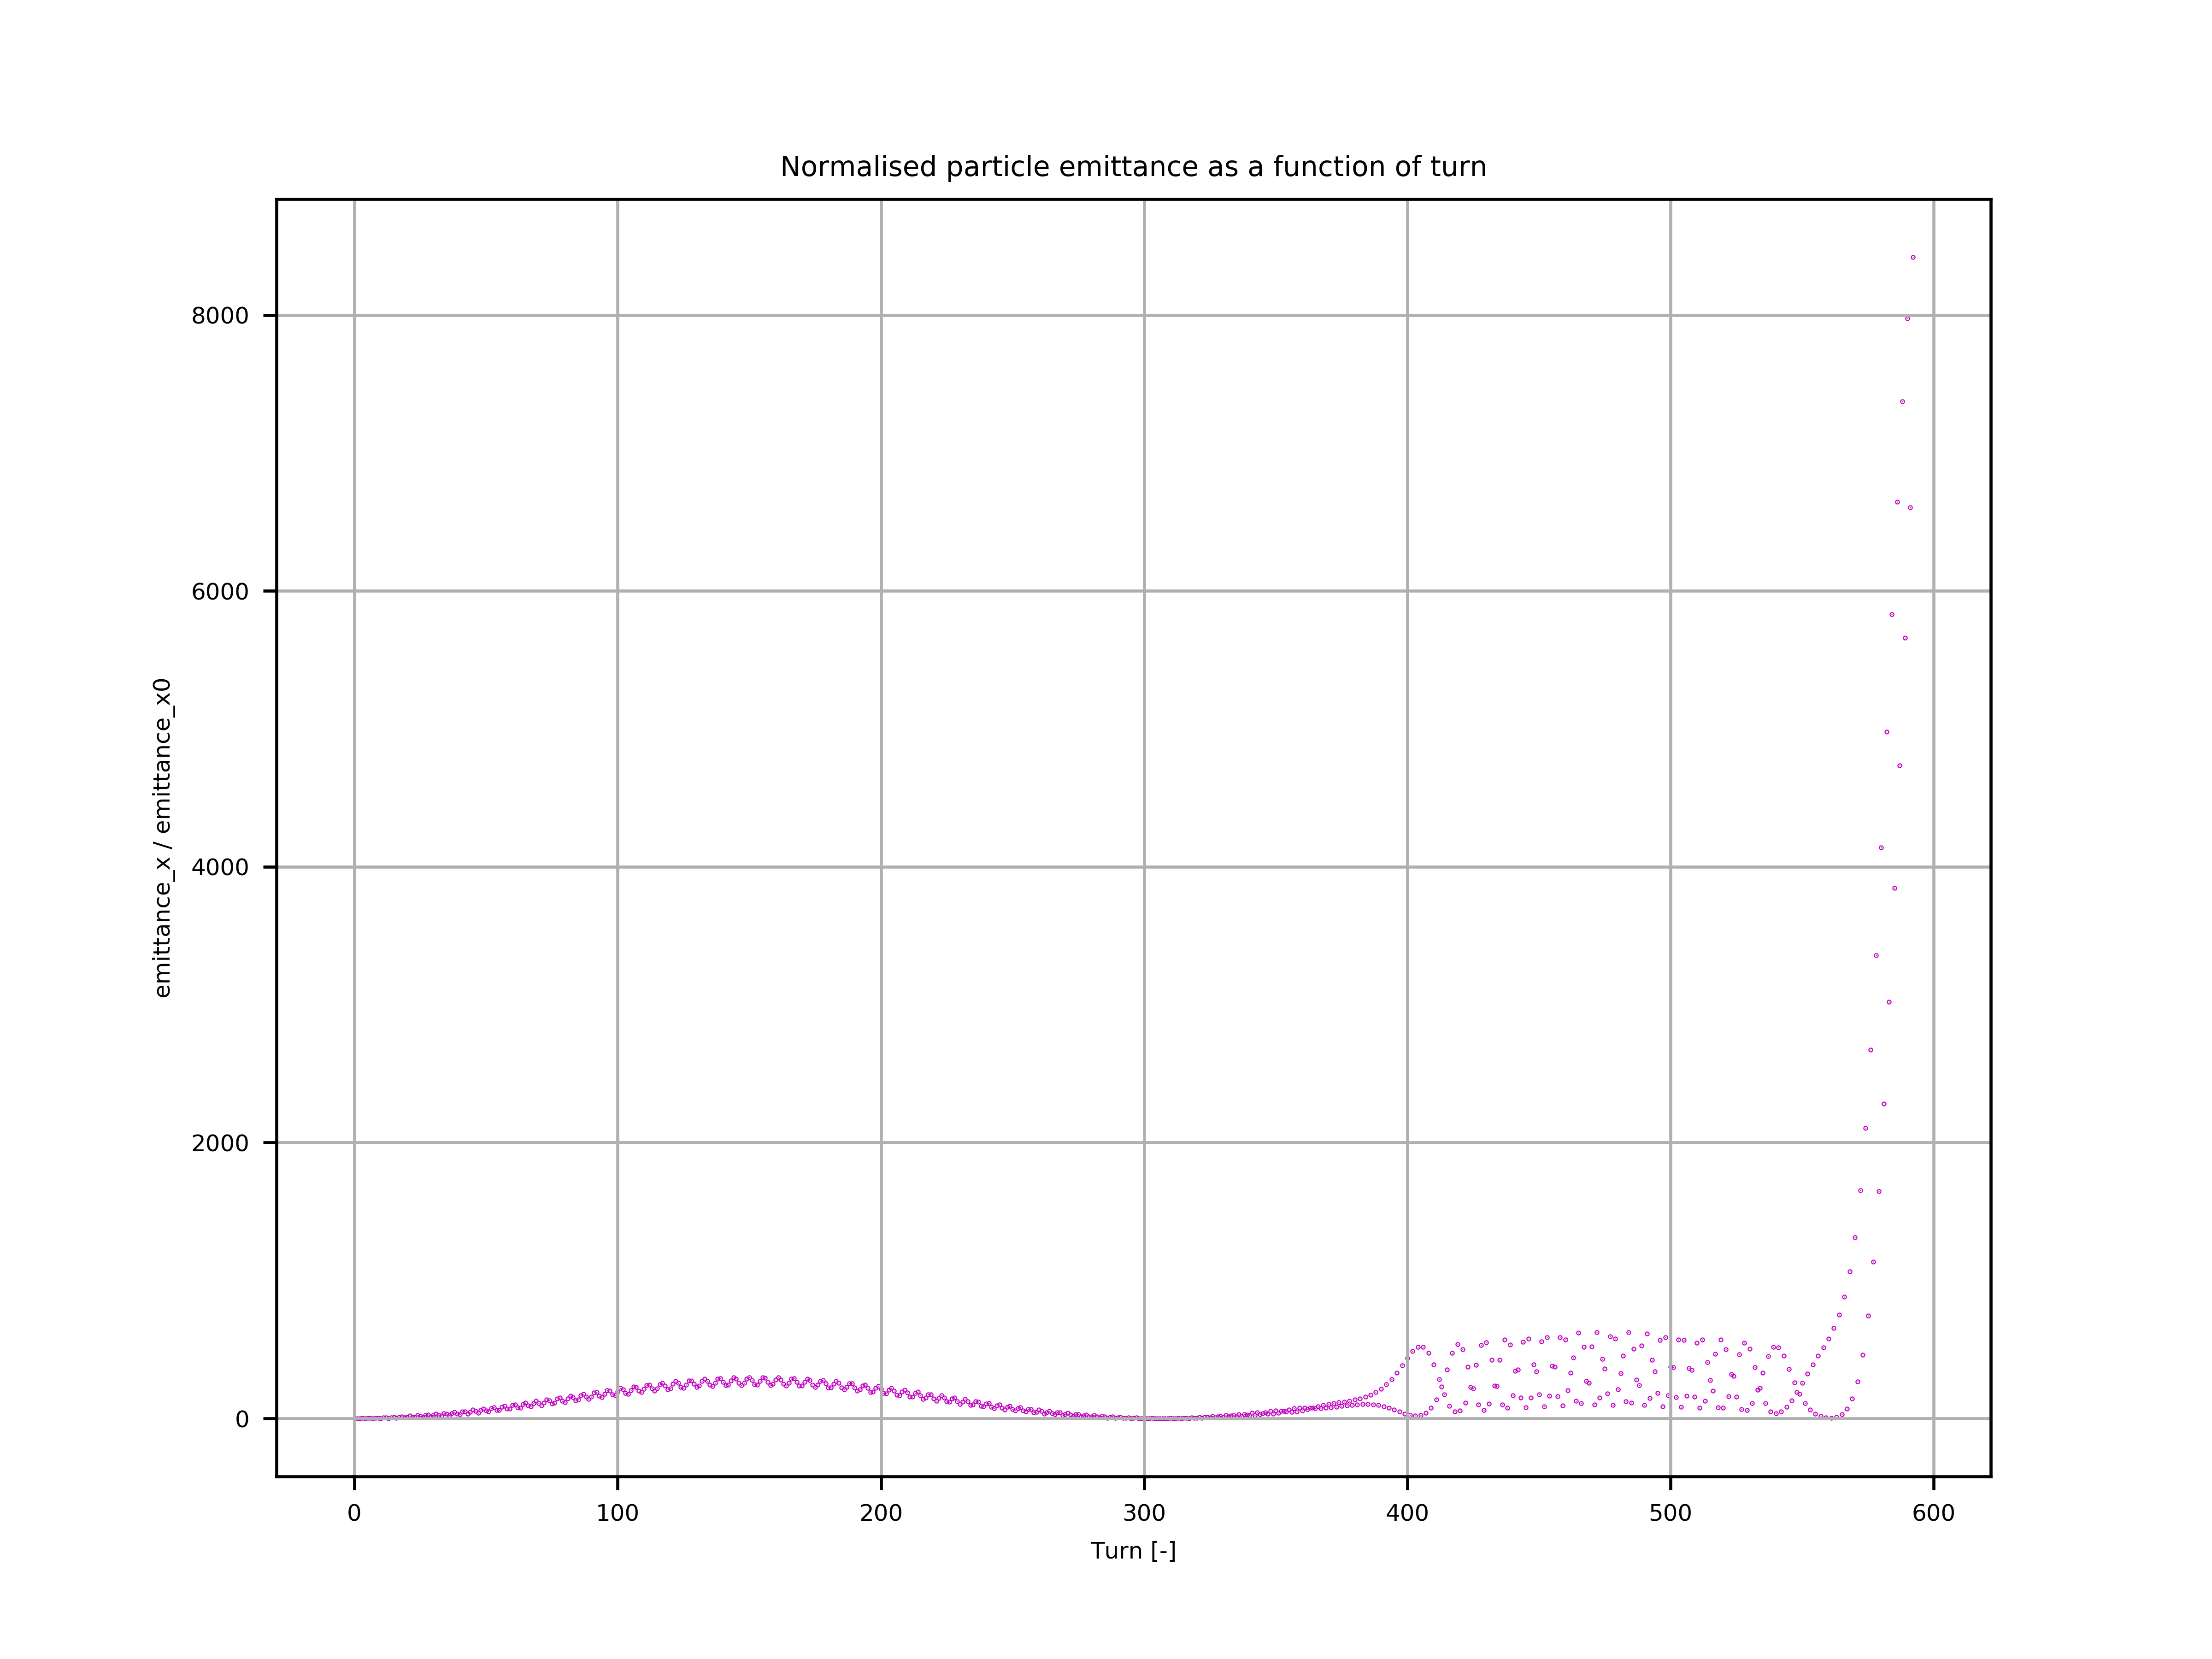 Normalised particle emittance as a function of turn
8000
6000
4000
2000
0
emittance_x / emittance_x0
0 100 200 300 400 500 600
Turn [-]